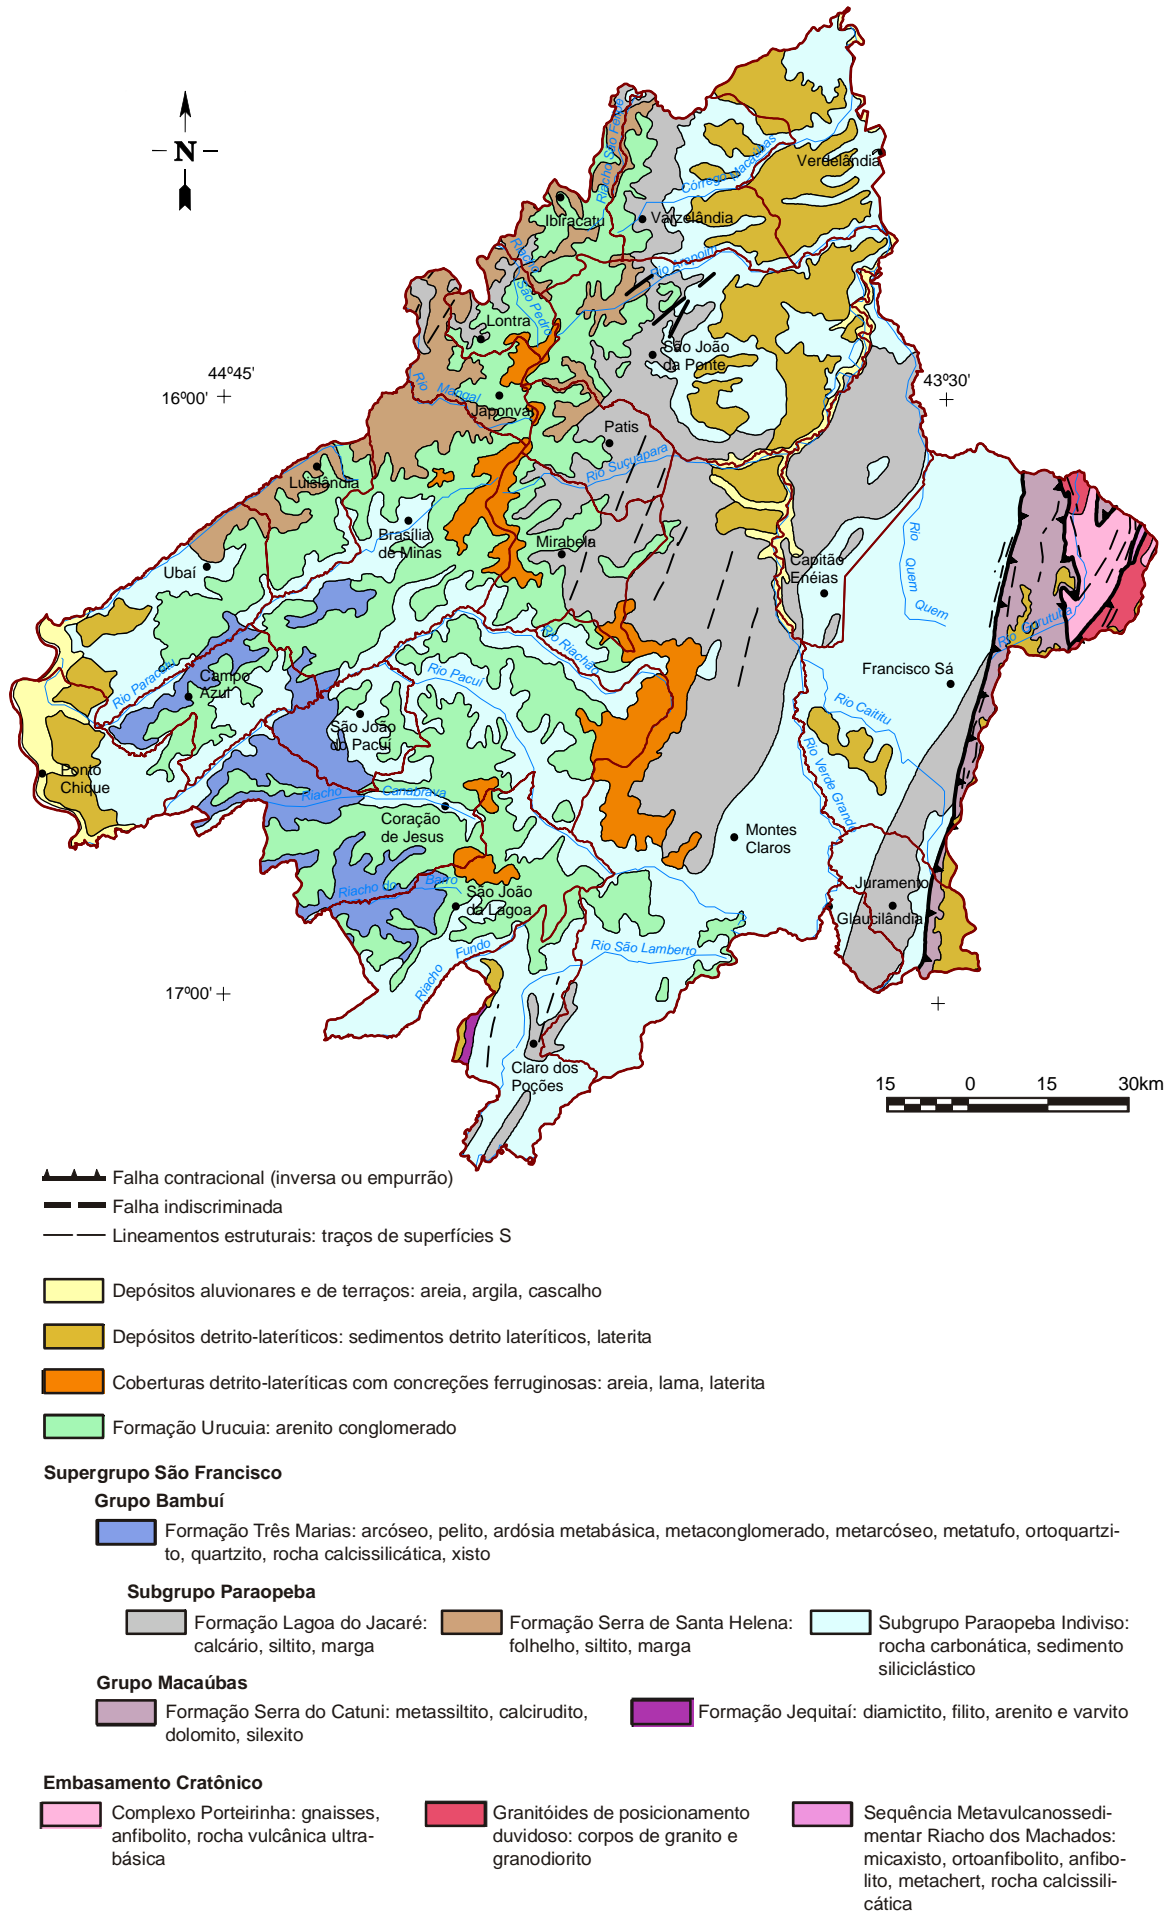 N
Riacho São Felipe
Verdelândia
Córrego Macaúbas
Ibiracatu
Varzelândia
Riacho
São Pedro
Rio Arapoim
Lontra
São João
da Ponte
44º45'
43º30'
16º00'
Rio
Mangal
Japonvar
Patis
Rio Suçuapara
Luislândia
Brasília
de Minas
Mirabela
Rio
Quem
Quem
Capitão
Enéias
Ubaí
Rio Gorutuba
Rio Riachão
Rio Pacuí
Francisco Sá
Rio Paracatu
Campo
Azul
Rio Caititu
São João
do Pacuí
Rio Verde Grande
Ponto
Chique
Riacho
Canabrava
Coração
de Jesus
Montes
Claros
Riacho do
Barro
São João
da Lagoa
Juramento
Glaucilândia
Riacho
Fundo
Rio São Lamberto
17º00'
Claro dos
Poções
15 0 15 30km
Falha contracional (inversa ou empurrão)
Falha indiscriminada
Lineamentos estruturais: traços de superfícies S
Depósitos aluvionares e de terraços: areia, argila, cascalho
Depósitos detrito-lateríticos: sedimentos detrito lateríticos, laterita
Coberturas detrito-lateríticas com concreções ferruginosas: areia, lama, laterita
Formação Urucuia: arenito conglomerado
Supergrupo São Francisco
Grupo Bambuí
Formação Três Marias: arcóseo, pelito, ardósia metabásica, metaconglomerado, metarcóseo, metatufo, ortoquartzi-
to, quartzito, rocha calcissilicática, xisto
Subgrupo Paraopeba
Formação Lagoa do Jacaré:
calcário, siltito, marga
Formação Serra de Santa Helena:
folhelho, siltito, marga
Subgrupo Paraopeba Indiviso:
rocha carbonática, sedimento
siliciclástico
Grupo Macaúbas
Formação Serra do Catuni: metassiltito, calcirudito,
dolomito, silexito
Formação Jequitaí: diamictito, filito, arenito e varvito
Embasamento Cratônico
Complexo Porteirinha: gnaisses,
anfibolito, rocha vulcânica ultra-
básica
Granitóides de posicionamento
duvidoso: corpos de granito e
granodiorito
Sequência Metavulcanossedi-
mentar Riacho dos Machados:
micaxisto, ortoanfibolito, anfibo-
lito, metachert, rocha calcissili-
cática